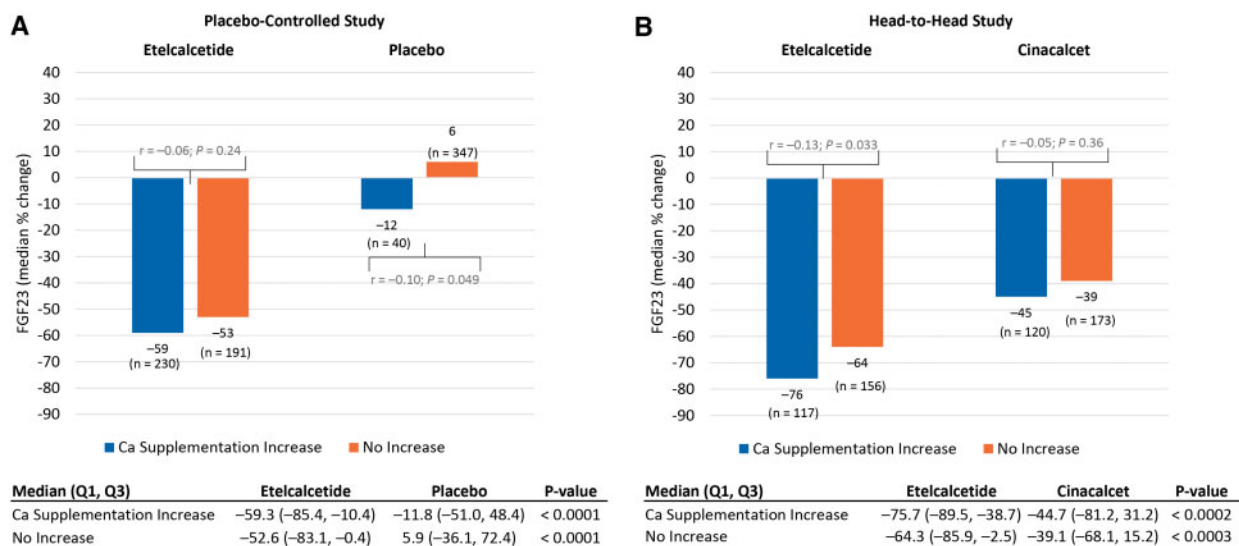 A
Placebo-Controlled Study
Etelcalcetide Placebo
FGF23 (median % change)
40
30
20
10
0
-10
-20
-30
-40
-50
-60
-70
-80
-90
r = –0.06; P = 0.24
6
(n = 347)
–12
(n = 40)
r = –0.10; P = 0.049
–59
(n = 230)
–53
(n = 191)
Ca Supplementation Increase No Increase
Median (Q1, Q3) Etelcalcetide Placebo P-value
Ca Supplementation Increase –59.3 (–85.4, –10.4) –11.8 (–51.0, 48.4) < 0.0001
No Increase –52.6 (–83.1, –0.4) 5.9 (–36.1, 72.4) < 0.0001
B
Head-to-Head Study
Etelcalcetide Cinacalcet
FGF23 (median % change)
40
30
20
10
0
-10
-20
-30
-40
-50
-60
-70
-80
-90
r = –0.13; P = 0.033
r = –0.05; P = 0.36
–76
(n = 117)
–64
(n = 156)
–45
(n = 120)
–39
(n = 173)
Ca Supplementation Increase No Increase
Median (Q1, Q3) Etelcalcetide Cinacalcet P-value
Ca Supplementation Increase –75.7 (–89.5, –38.7) –44.7 (–81.2, 31.2) < 0.0002
No Increase –64.3 (–85.9, –2.5) –39.1 (–68.1, 15.2) < 0.0003